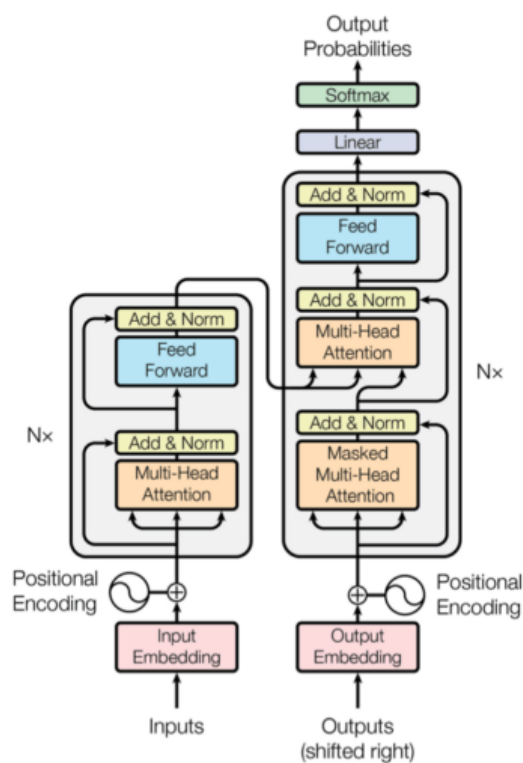 Output
Probabilities
Softmax
Linear
Add & Norm
Feed
Forward
Add & Norm
Multi-Head
Attention
Add & Norm
Masked
Multi-Head
Attention
N×
Add & Norm
Feed
Forward
Add & Norm
Multi-Head
Attention
N×
Positional
Encoding
Positional
Encoding
Input
Embedding
Output
Embedding
Inputs
Outputs
(shifted right)